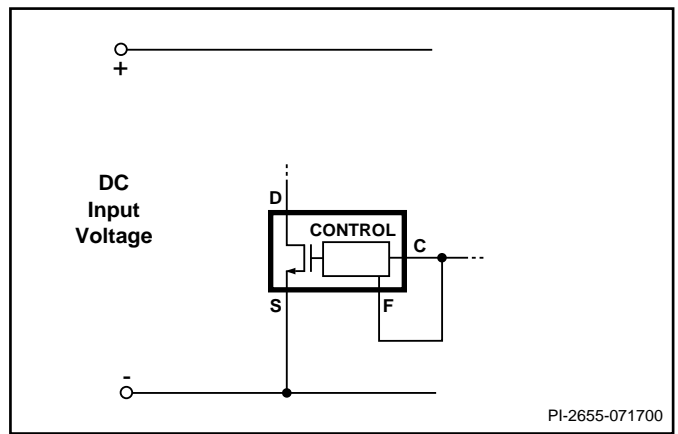 +
DC
Input
Voltage
D
CONTROL
C
S
F
-
PI-2655-071700